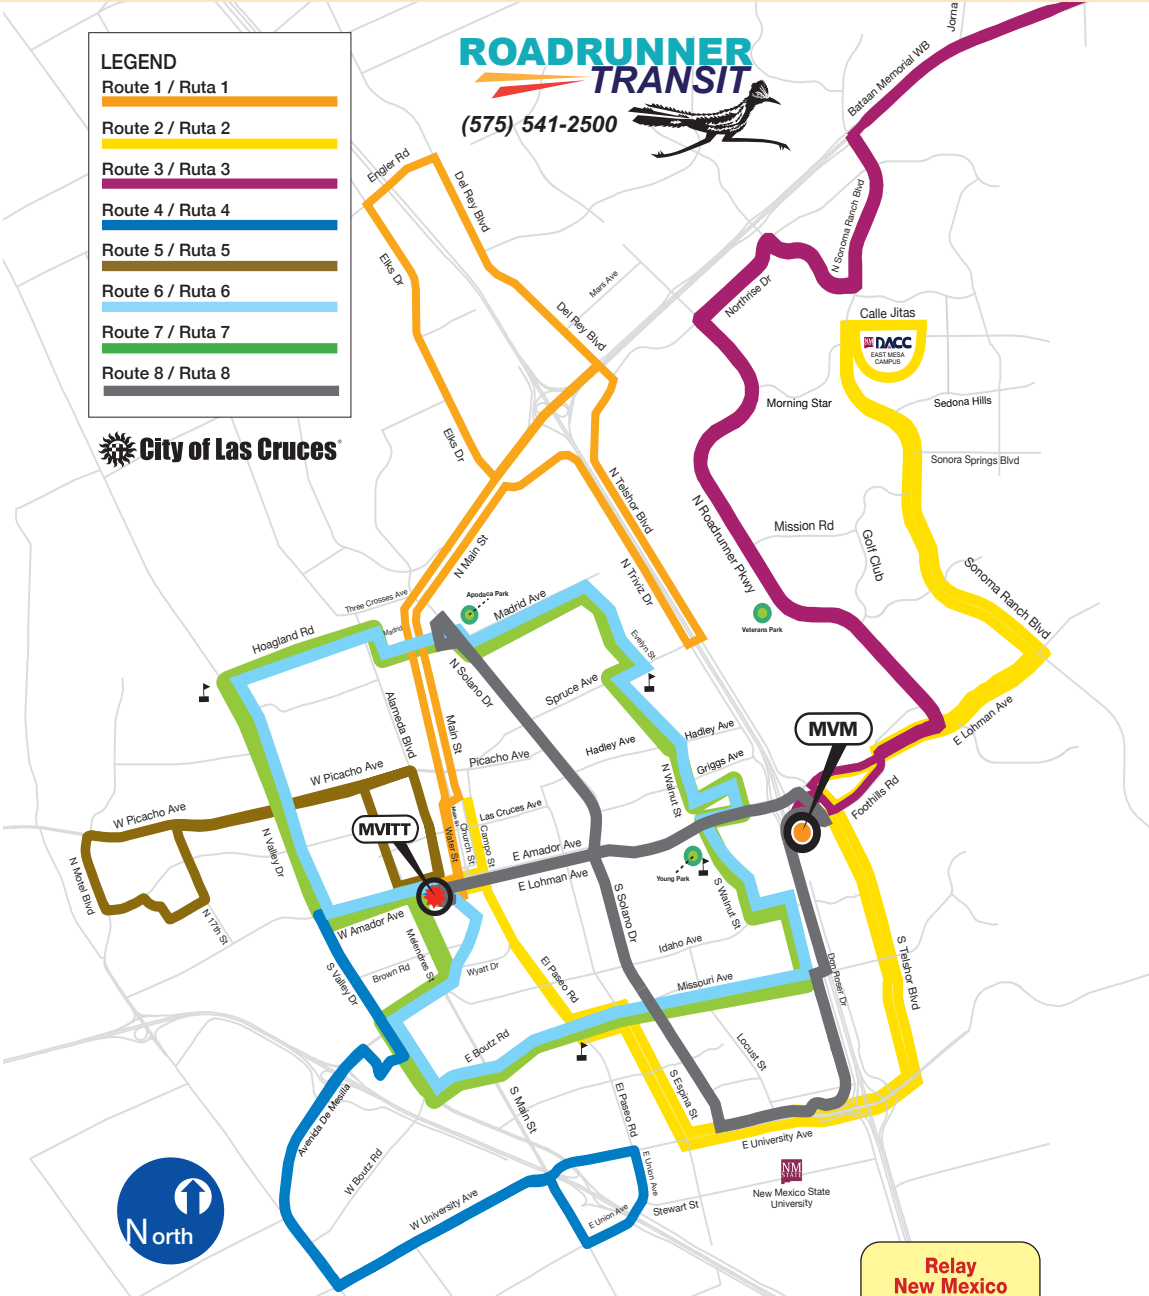 LEGEND
Route 1 / Ruta 1
Route 2 / Ruta 2
Route 3 / Ruta 3
Route 4 / Ruta 4
Route 5 / Ruta 5
Route 6 / Ruta 6
Route 7 / Ruta 7
Route 8 / Ruta 8
City of Las Cruces
ROADRUNNER
TRANSIT
(575) 541-2500
Jorna
Bataan Memorial WB
Engler Rd
Del Rey Blvd
N Sonoma Ranch Blvd
Elks Dr
Mars Ave
Northrise Dr
Del Rey Blvd
Calle Jitas
NM DACC
EAST MESA
CAMPUS
Morning Star
Sedona Hills
Elks Dr
Sonora Springs Blvd
N Telshor Blvd
N Roadrunner Pkwy
Mission Rd
Golf Club
N Main St
N Triviz Dr
Sonoma Ranch Blvd
Three Crosses Ave
Apodaca Park
Madrid Ave
Madrid
Veterans Park
Hoagland Rd
Evelyn St
N Solano Dr
Spruce Ave
Alameda Blvd
Main St
E Lohman Ave
MVM
Hadley Ave
Hadley Ave
Picacho Ave
Griggs Ave
W Picacho Ave
N Walnut St
Foothills Rd
W Picacho Ave
Las Cruces Ave
Main St
Water St
Church St
Campo St
MVITT
N Valley Dr
E Amador Ave
E Lohman Ave
Young Park
N Motel Blvd
N 17th St
W Amador Ave
S Solano Dr
S Walnut St
Melendres St
Idaho Ave
S Telshor Blvd
Brown Rd
Wyatt Dr
El Paseo Rd
Missouri Ave
Don Roser Dr
S Valley Dr
E Boutz Rd
Locust St
S Espina St
Avenida De Mesilla
S Main St
El Paseo Rd
E University Ave
W Boutz Rd
E Union Ave
NM
STATE
New Mexico State
University
W University Ave
E Union Ave
Stewart St
North
Relay
New Mexico